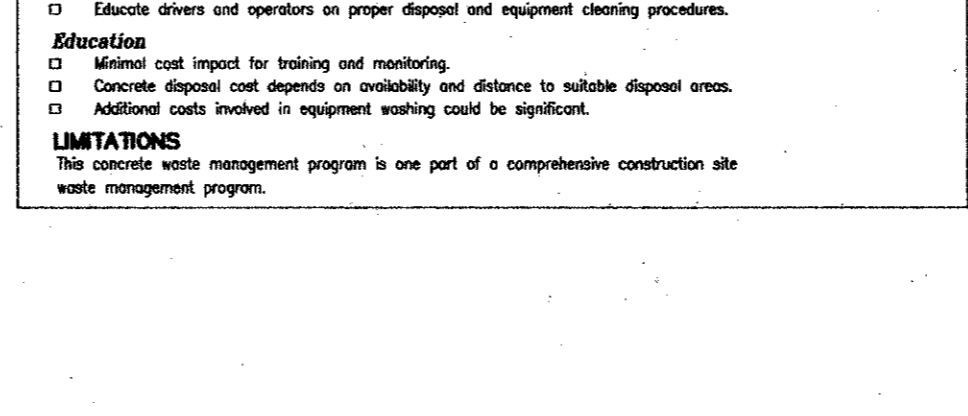 □ Educate drivers and operators on proper disposal and equipment cleaning procedures.
Education
□ Minimal cost impact for training and monitoring.
□ Concrete disposal cost depends on availability and distance to suitable disposal areas.
□ Additional costs involved in equipment washing could be significant.
LIMITATIONS
This concrete waste management program is one part of a comprehensive construction site
waste management program.